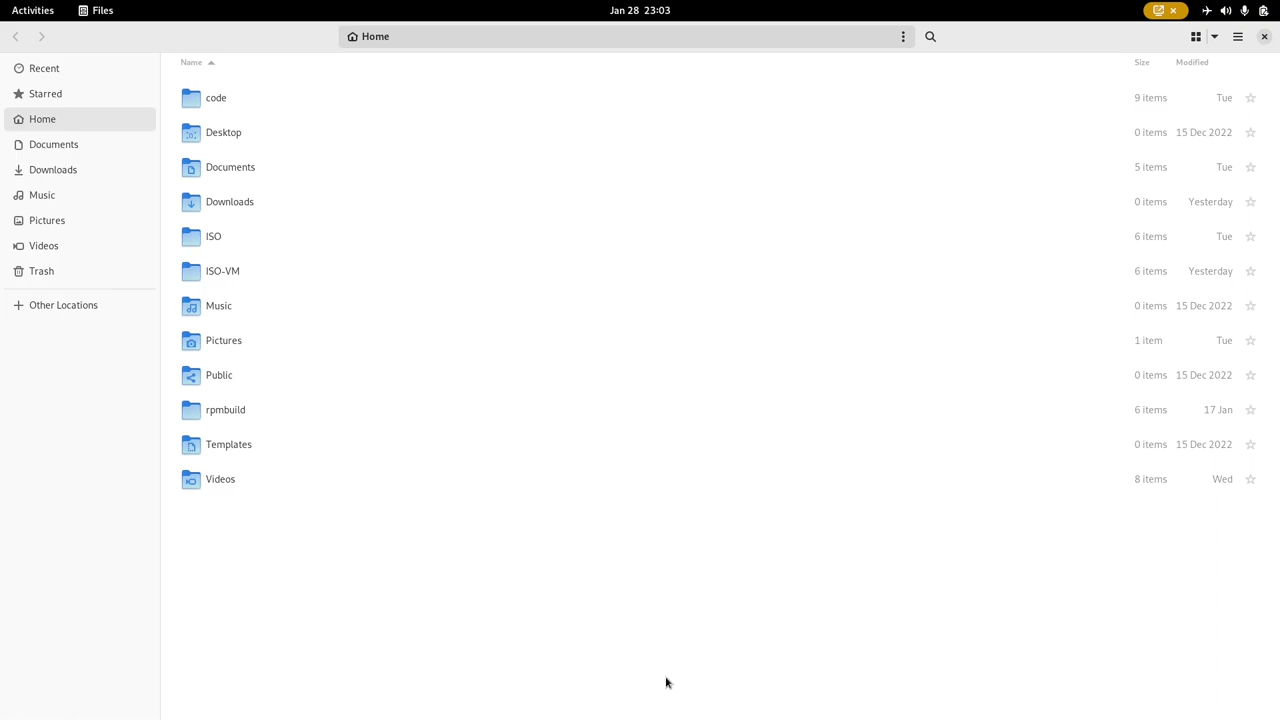 Activities Files Jan 28 23:03
Home
Name Size Modified
Recent
Starred
Home
Documents
Downloads
Music
Pictures
Videos
Trash
Other Locations
code 9 items Tue
Desktop 0 items 15 Dec 2022
Documents 5 items Tue
Downloads 0 items Yesterday
ISO 6 items Tue
ISO-VM 6 items Yesterday
Music 0 items 15 Dec 2022
Pictures 1 item Tue
Public 0 items 15 Dec 2022
rpmbuild 6 items 17 Jan
Templates 0 items 15 Dec 2022
Videos 8 items Wed